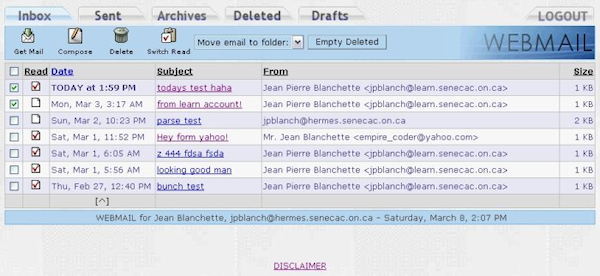 Inbox Sent Archives Deleted Drafts LOGOUT
Get Mail Compose Delete Switch Read Move email to folder: Empty Deleted WEBMAIL
Read Date Subject From Size
TODAY at 1:59 PM todays test haha Jean Pierre Blanchette <jpblanch@learn.senecac.on.ca> 1 KB
Mon, Mar 3, 3:17 AM from learn account! Jean Pierre Blanchette <jpblanch@learn.senecac.on.ca> 1 KB
Sun, Mar 2, 10:23 PM parse test jpblanch@hermes.senecac.on.ca 2 KB
Sat, Mar 1, 11:52 PM Hey form yahoo! Mr. Jean Blanchette <empire_coder@yahoo.com> 1 KB
Sat, Mar 1, 6:05 AM z 444 fdsa fsda Jean Pierre Blanchette <jpblanch@learn.senecac.on.ca> 1 KB
Sat, Mar 1, 5:56 AM looking good man Jean Pierre Blanchette <jpblanch@learn.senecac.on.ca> 1 KB
Thu, Feb 27, 12:40 PM bunch test Jean Pierre Blanchette <jpblanch@learn.senecac.on.ca> 1 KB
[^]
WEBMAIL for Jean Blanchette, jpblanch@hermes.senecac.on.ca - Saturday, March 8, 2:07 PM
DISCLAIMER